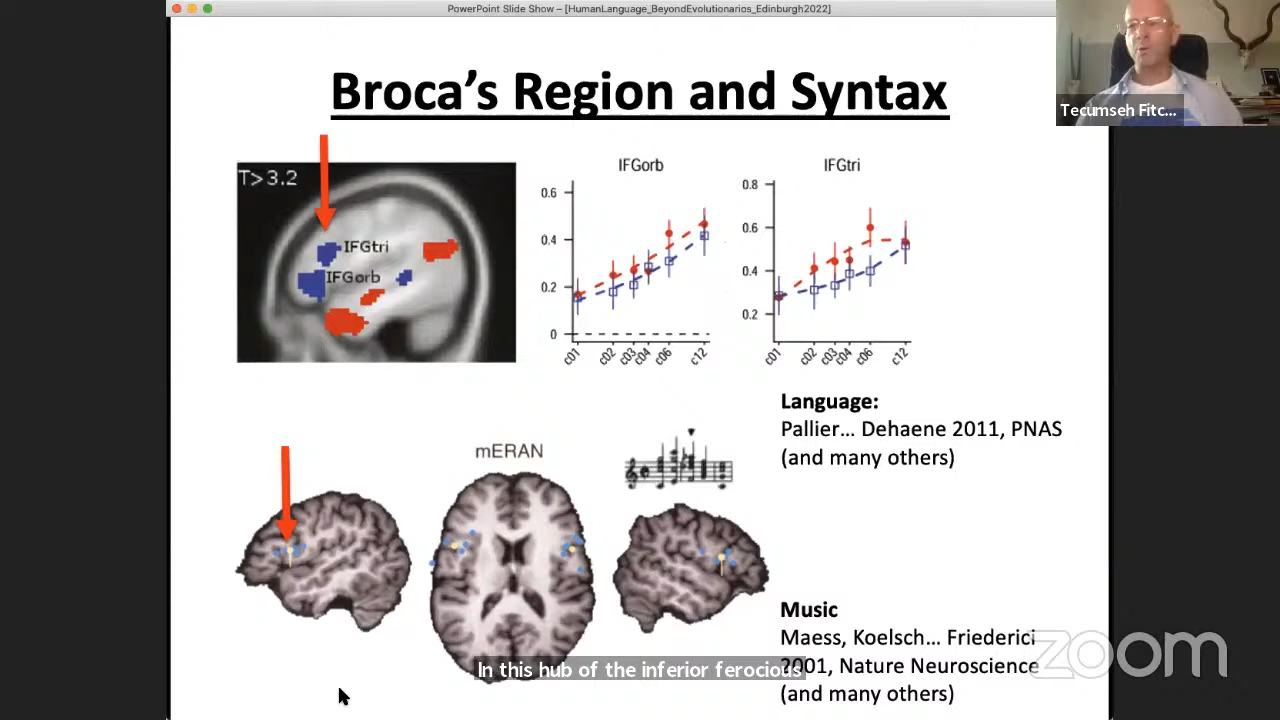 PowerPoint Slide Show – [HumanLanguage_BeyondEvolutionarios_Edinburgh2022]
Broca’s Region and Syntax
Tecumseh Fitc...
T>3.2
IFGtri
IFGorb
IFGorb
0.6
0.4
0.2
0
c01
c02
c03
c04
c06
c12
IFGtri
0.8
0.6
0.4
0.2
c01
c02
c03
c04
c06
c12
Language:
Pallier… Dehaene 2011, PNAS
(and many others)
mERAN
Music
Maess, Koelsch… Friederici
2001, Nature Neuroscience
(and many others)
In this hub of the inferior ferocious
zoom